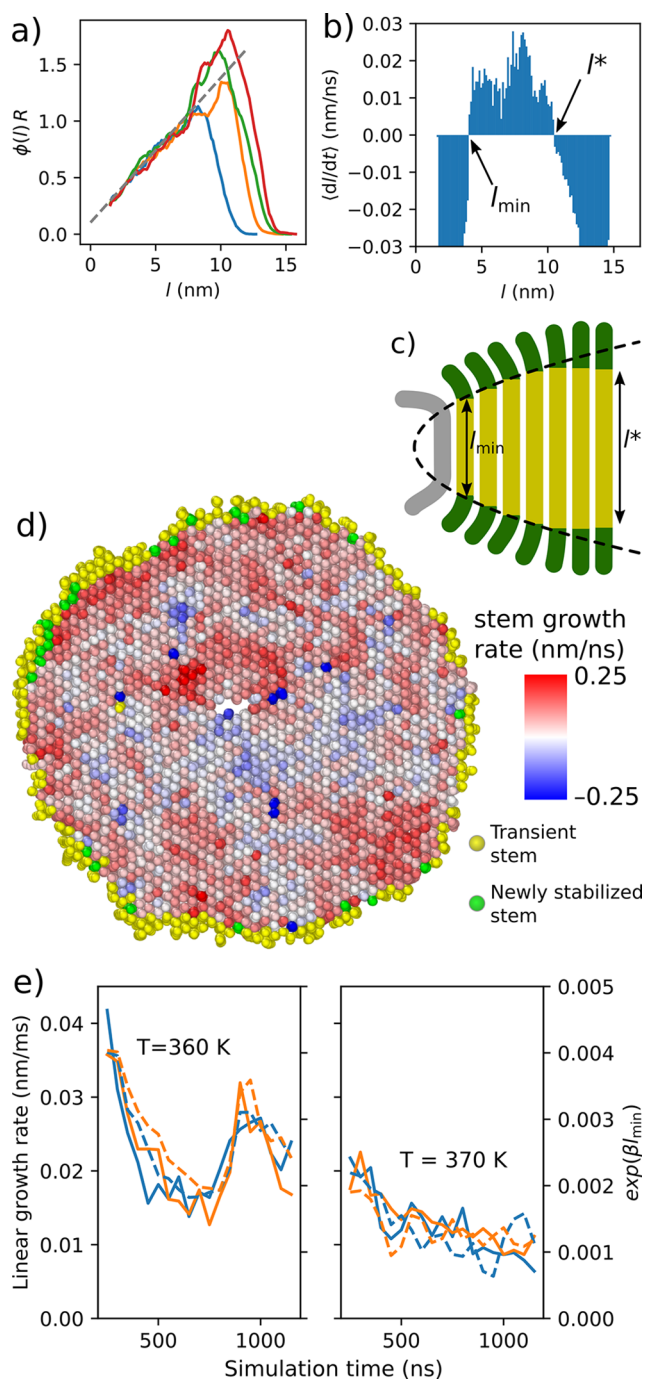 a)
ϕ(l) R
1.5
1.0
0.5
0.0
0
5
10
15
l (nm)
b)
⟨dl/dt⟩ (nm/ns)
0.03
0.02
0.01
0.00
−0.01
−0.02
−0.03
l*
lmin
0
5
10
15
l (nm)
c)
lmin
l*
d)
stem growth
rate (nm/ns)
0.25
−0.25
Transient
stem
Newly stabilized
stem
e)
Linear growth rate (nm/ms)
0.04
0.03
0.02
0.01
0.00
T=360 K
500
1000
T = 370 K
500
1000
0.005
0.004
0.003
0.002
0.001
0.000
exp(βlmin)
Simulation time (ns)